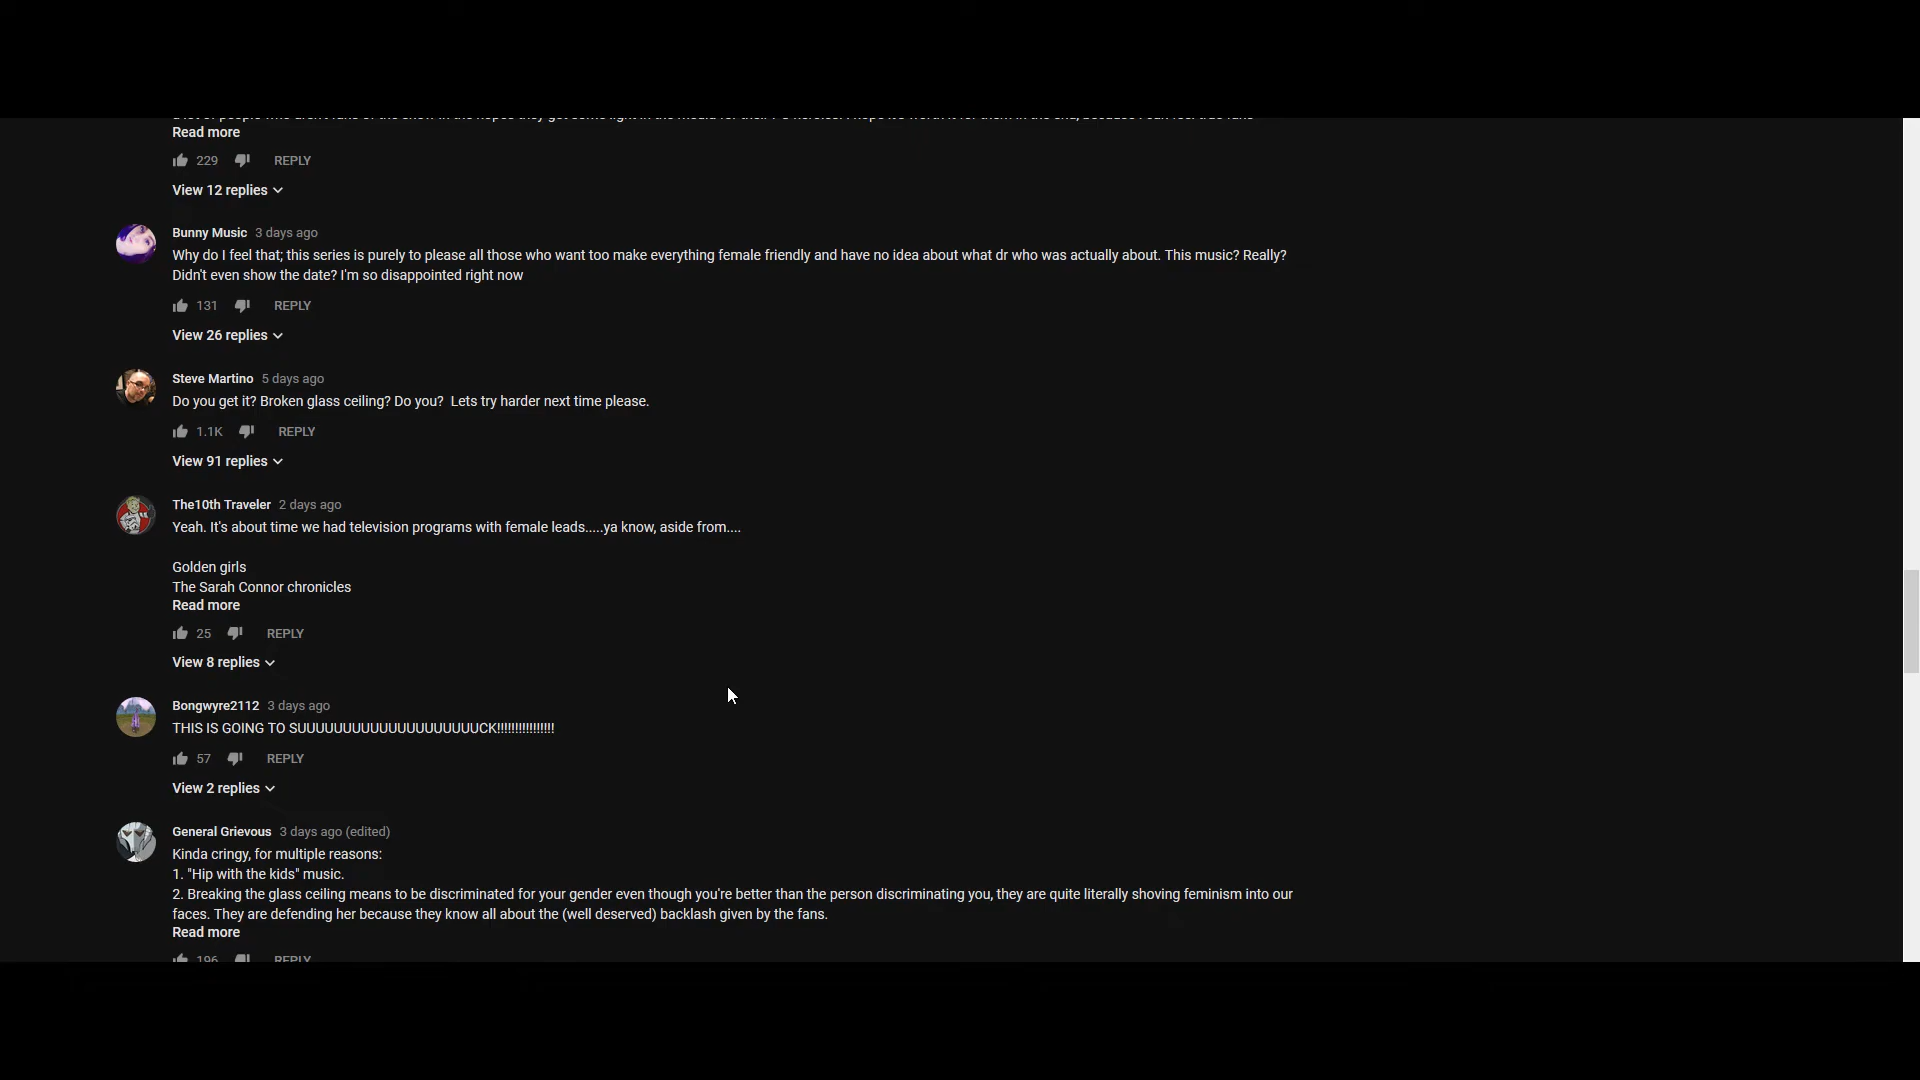 Read more
229 REPLY
View 12 replies
Bunny Music 3 days ago
Why do I feel that; this series is purely to please all those who want too make everything female friendly and have no idea about what dr who was actually about. This music? Really?
Didn't even show the date? I'm so disappointed right now
131 REPLY
View 26 replies
Steve Martino 5 days ago
Do you get it? Broken glass ceiling? Do you?  Lets try harder next time please.
1.1K REPLY
View 91 replies
The10th Traveler 2 days ago
Yeah. It's about time we had television programs with female leads.....ya know, aside from....
Golden girls
The Sarah Connor chronicles
Read more
25 REPLY
View 8 replies
Bongwyre2112 3 days ago
THIS IS GOING TO SUUUUUUUUUUUUUUUUUUUUCK!!!!!!!!!!!!!!!!
57 REPLY
View 2 replies
General Grievous 3 days ago (edited)
Kinda cringy, for multiple reasons:
1. "Hip with the kids" music.
2. Breaking the glass ceiling means to be discriminated for your gender even though you're better than the person discriminating you, they are quite literally shoving feminism into our
faces. They are defending her because they know all about the (well deserved) backlash given by the fans.
Read more
196 REPLY